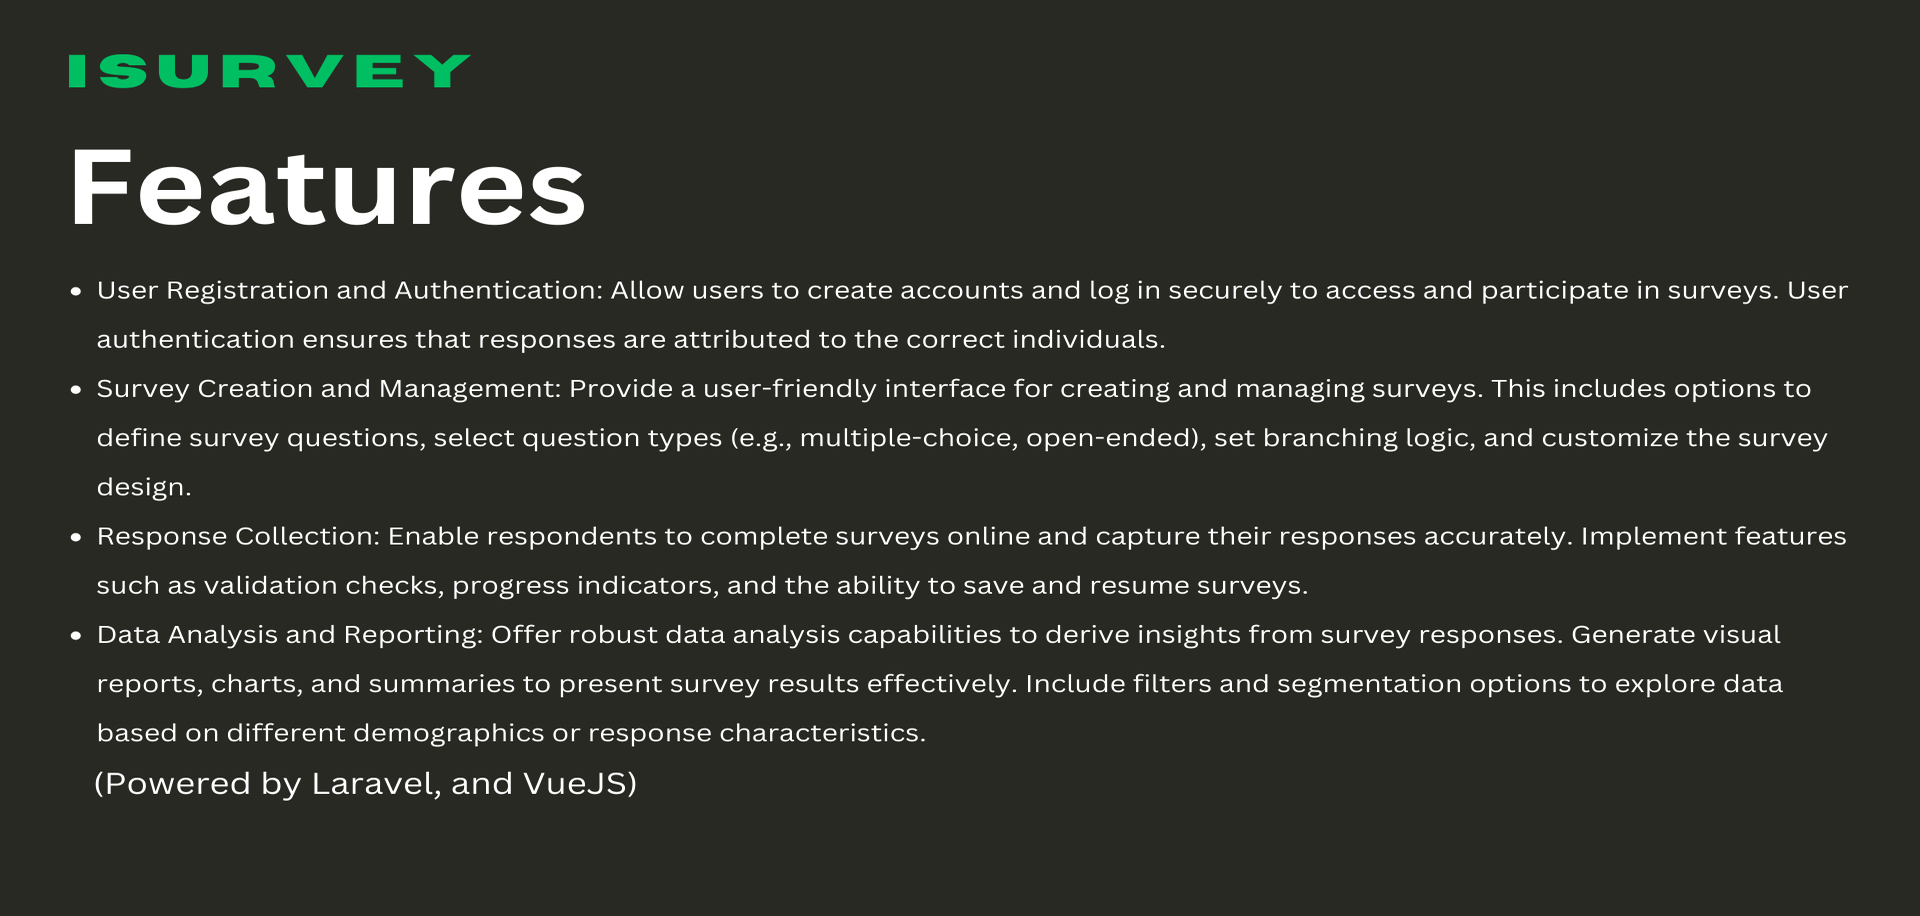 ISURVEY
Features
• User Registration and Authentication: Allow users to create accounts and log in securely to access and participate in surveys. User
authentication ensures that responses are attributed to the correct individuals.
• Survey Creation and Management: Provide a user-friendly interface for creating and managing surveys. This includes options to
define survey questions, select question types (e.g., multiple-choice, open-ended), set branching logic, and customize the survey
design.
• Response Collection: Enable respondents to complete surveys online and capture their responses accurately. Implement features
such as validation checks, progress indicators, and the ability to save and resume surveys.
• Data Analysis and Reporting: Offer robust data analysis capabilities to derive insights from survey responses. Generate visual
reports, charts, and summaries to present survey results effectively. Include filters and segmentation options to explore data
based on different demographics or response characteristics.
(Powered by Laravel, and VueJS)